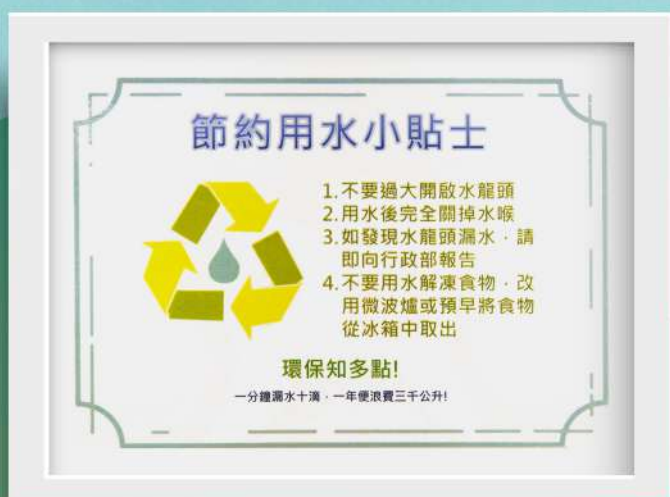 節約用水小貼士
1.不要過大開啟水龍頭
2.用水後完全關掉水喉
3.如發現水龍頭漏水，請
即向行政部報告
4.不要用水解凍食物，改
用微波爐或預早將食物
從冰箱中取出
環保知多點!
一分鐘漏水十滴，一年便浪費三千公升!